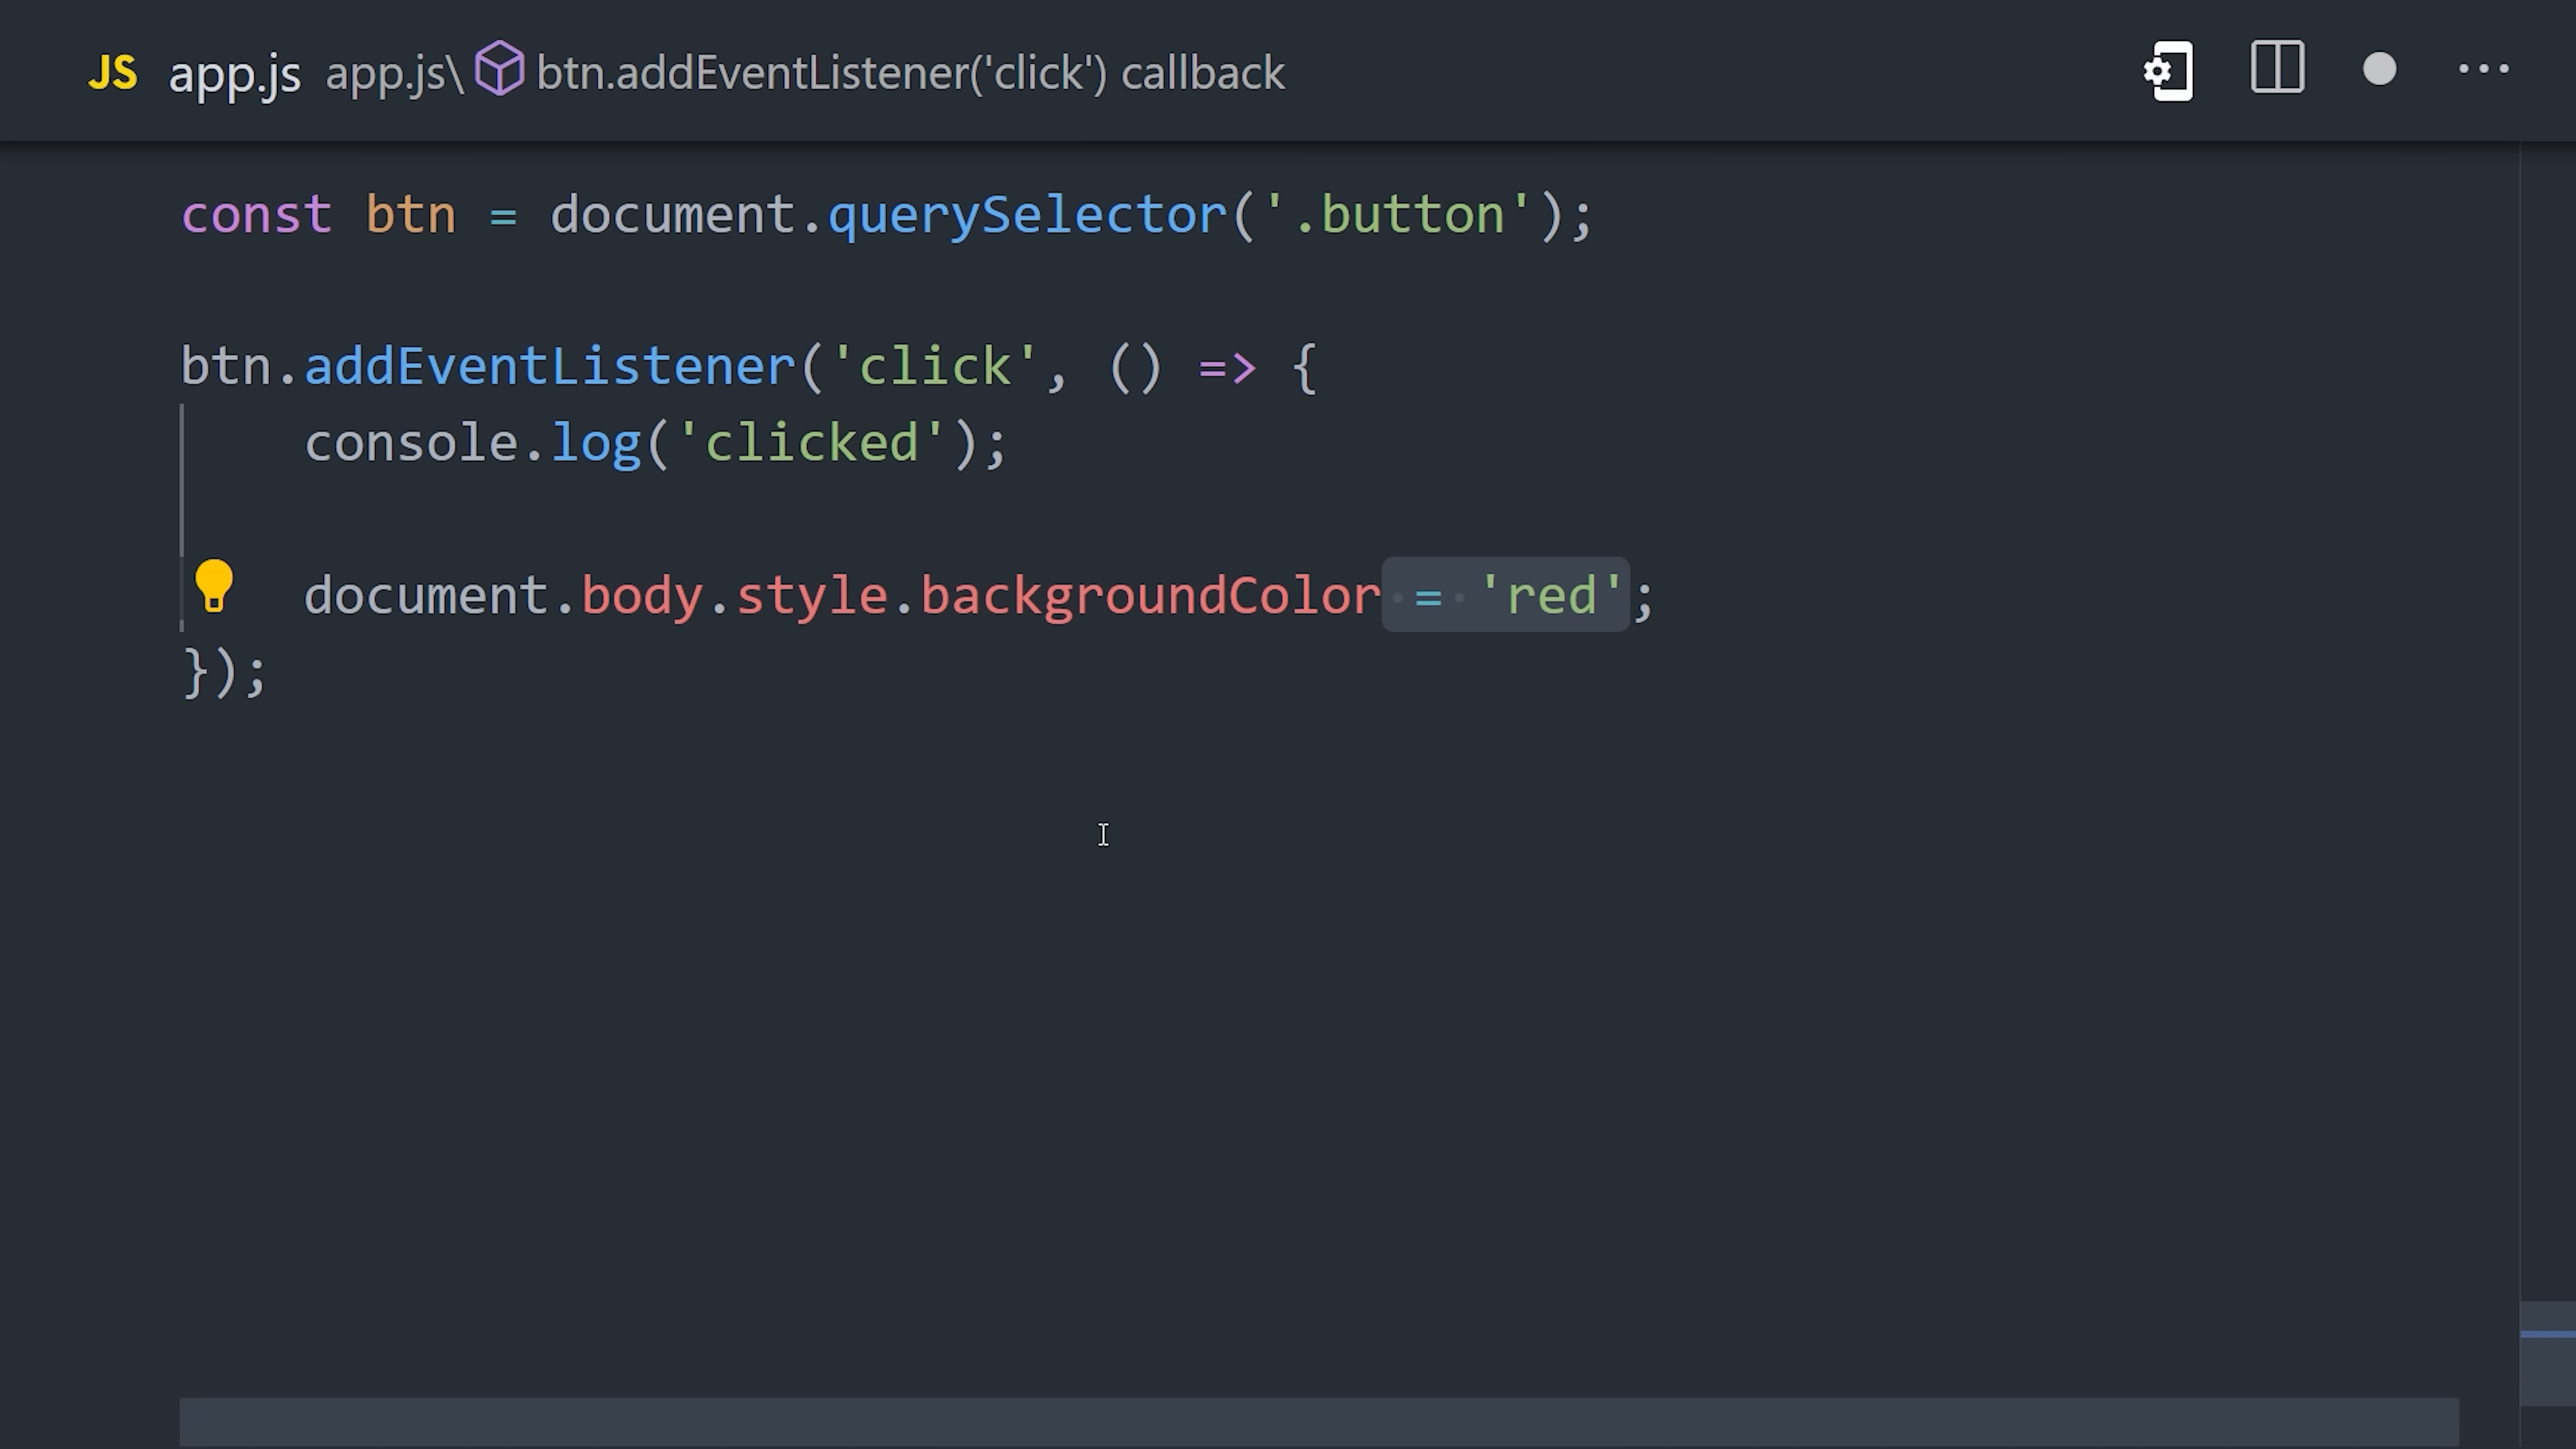 JS app.js app.js\ btn.addEventListener('click') callback
const btn = document.querySelector('.button');
btn.addEventListener('click', () => {
console.log('clicked');
document.body.style.backgroundColor = 'red';
});